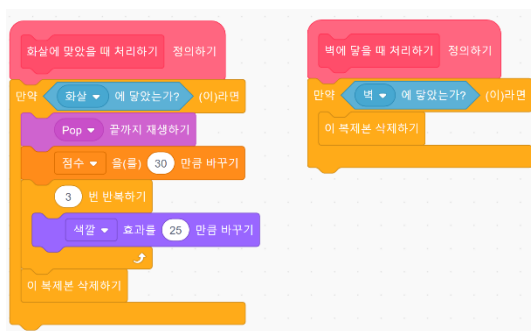 화살에 맞았을 때 처리하기 정의하기
만약 화살 에 닿았는가? (이)라면
Pop 끝까지 재생하기
점수 을(를) 30 만큼 바꾸기
3 번 반복하기
색깔 효과를 25 만큼 바꾸기
이 복제본 삭제하기
벽에 닿을 때 처리하기 정의하기
만약 벽 에 닿았는가? (이)라면
이 복제본 삭제하기